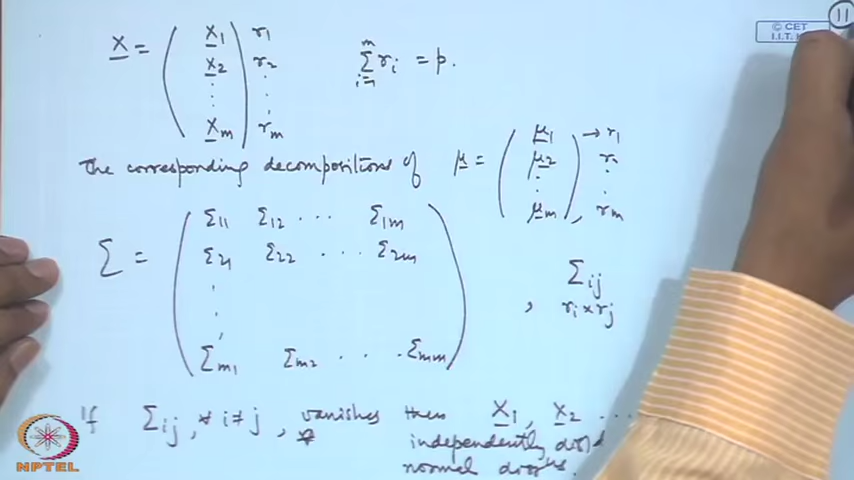 11
© CET
I.I.T.
X = ( X1 r1
X2 r2
. .
Xm ) rm
∑ i=1 m ri = p.
The corresponding decompositions of μ = ( μ1 → r1
μ2 r2
. .
μm ), rm
Σ = ( Σ11 Σ12 ... Σ1m
Σ21 Σ22 ... Σ2m
.
Σm1 Σm2 ... Σmm ) , Σij
ri × rj
If Σij, ∀ i ≠ j, vanishes then X1, X2 ...
independently
normal
NPTEL